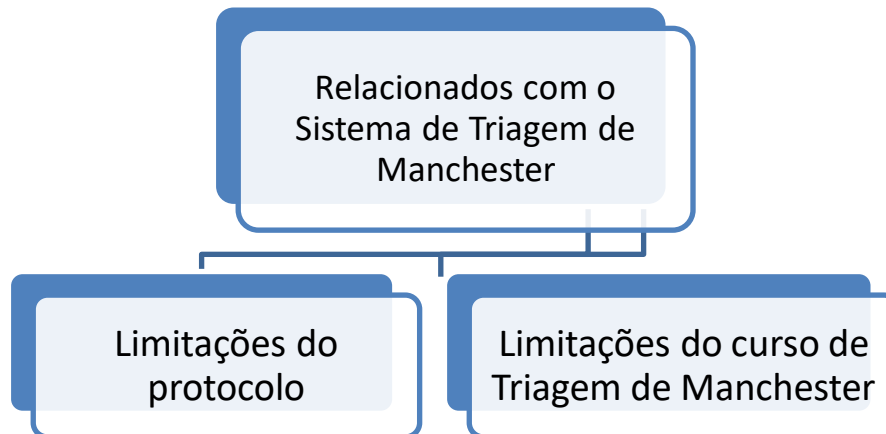 Relacionados com o
Sistema de Triagem de
Manchester
Limitações do
protocolo
Limitações do curso de
Triagem de Manchester